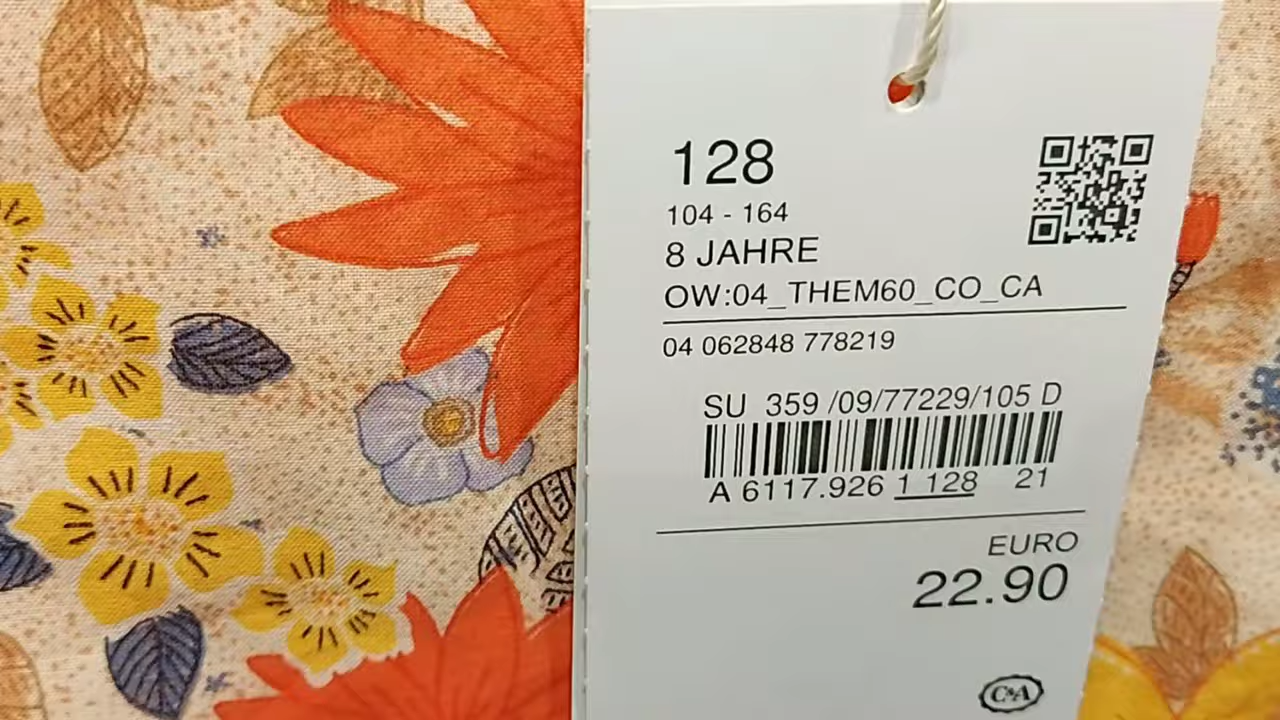 128
104 - 164
8 JAHRE
OW:04_THEM60_CO_CA
04 062848 778219
SU 359 /09/77229/105 D
A 6117.926 1 128 21
EURO
22.90
C&A